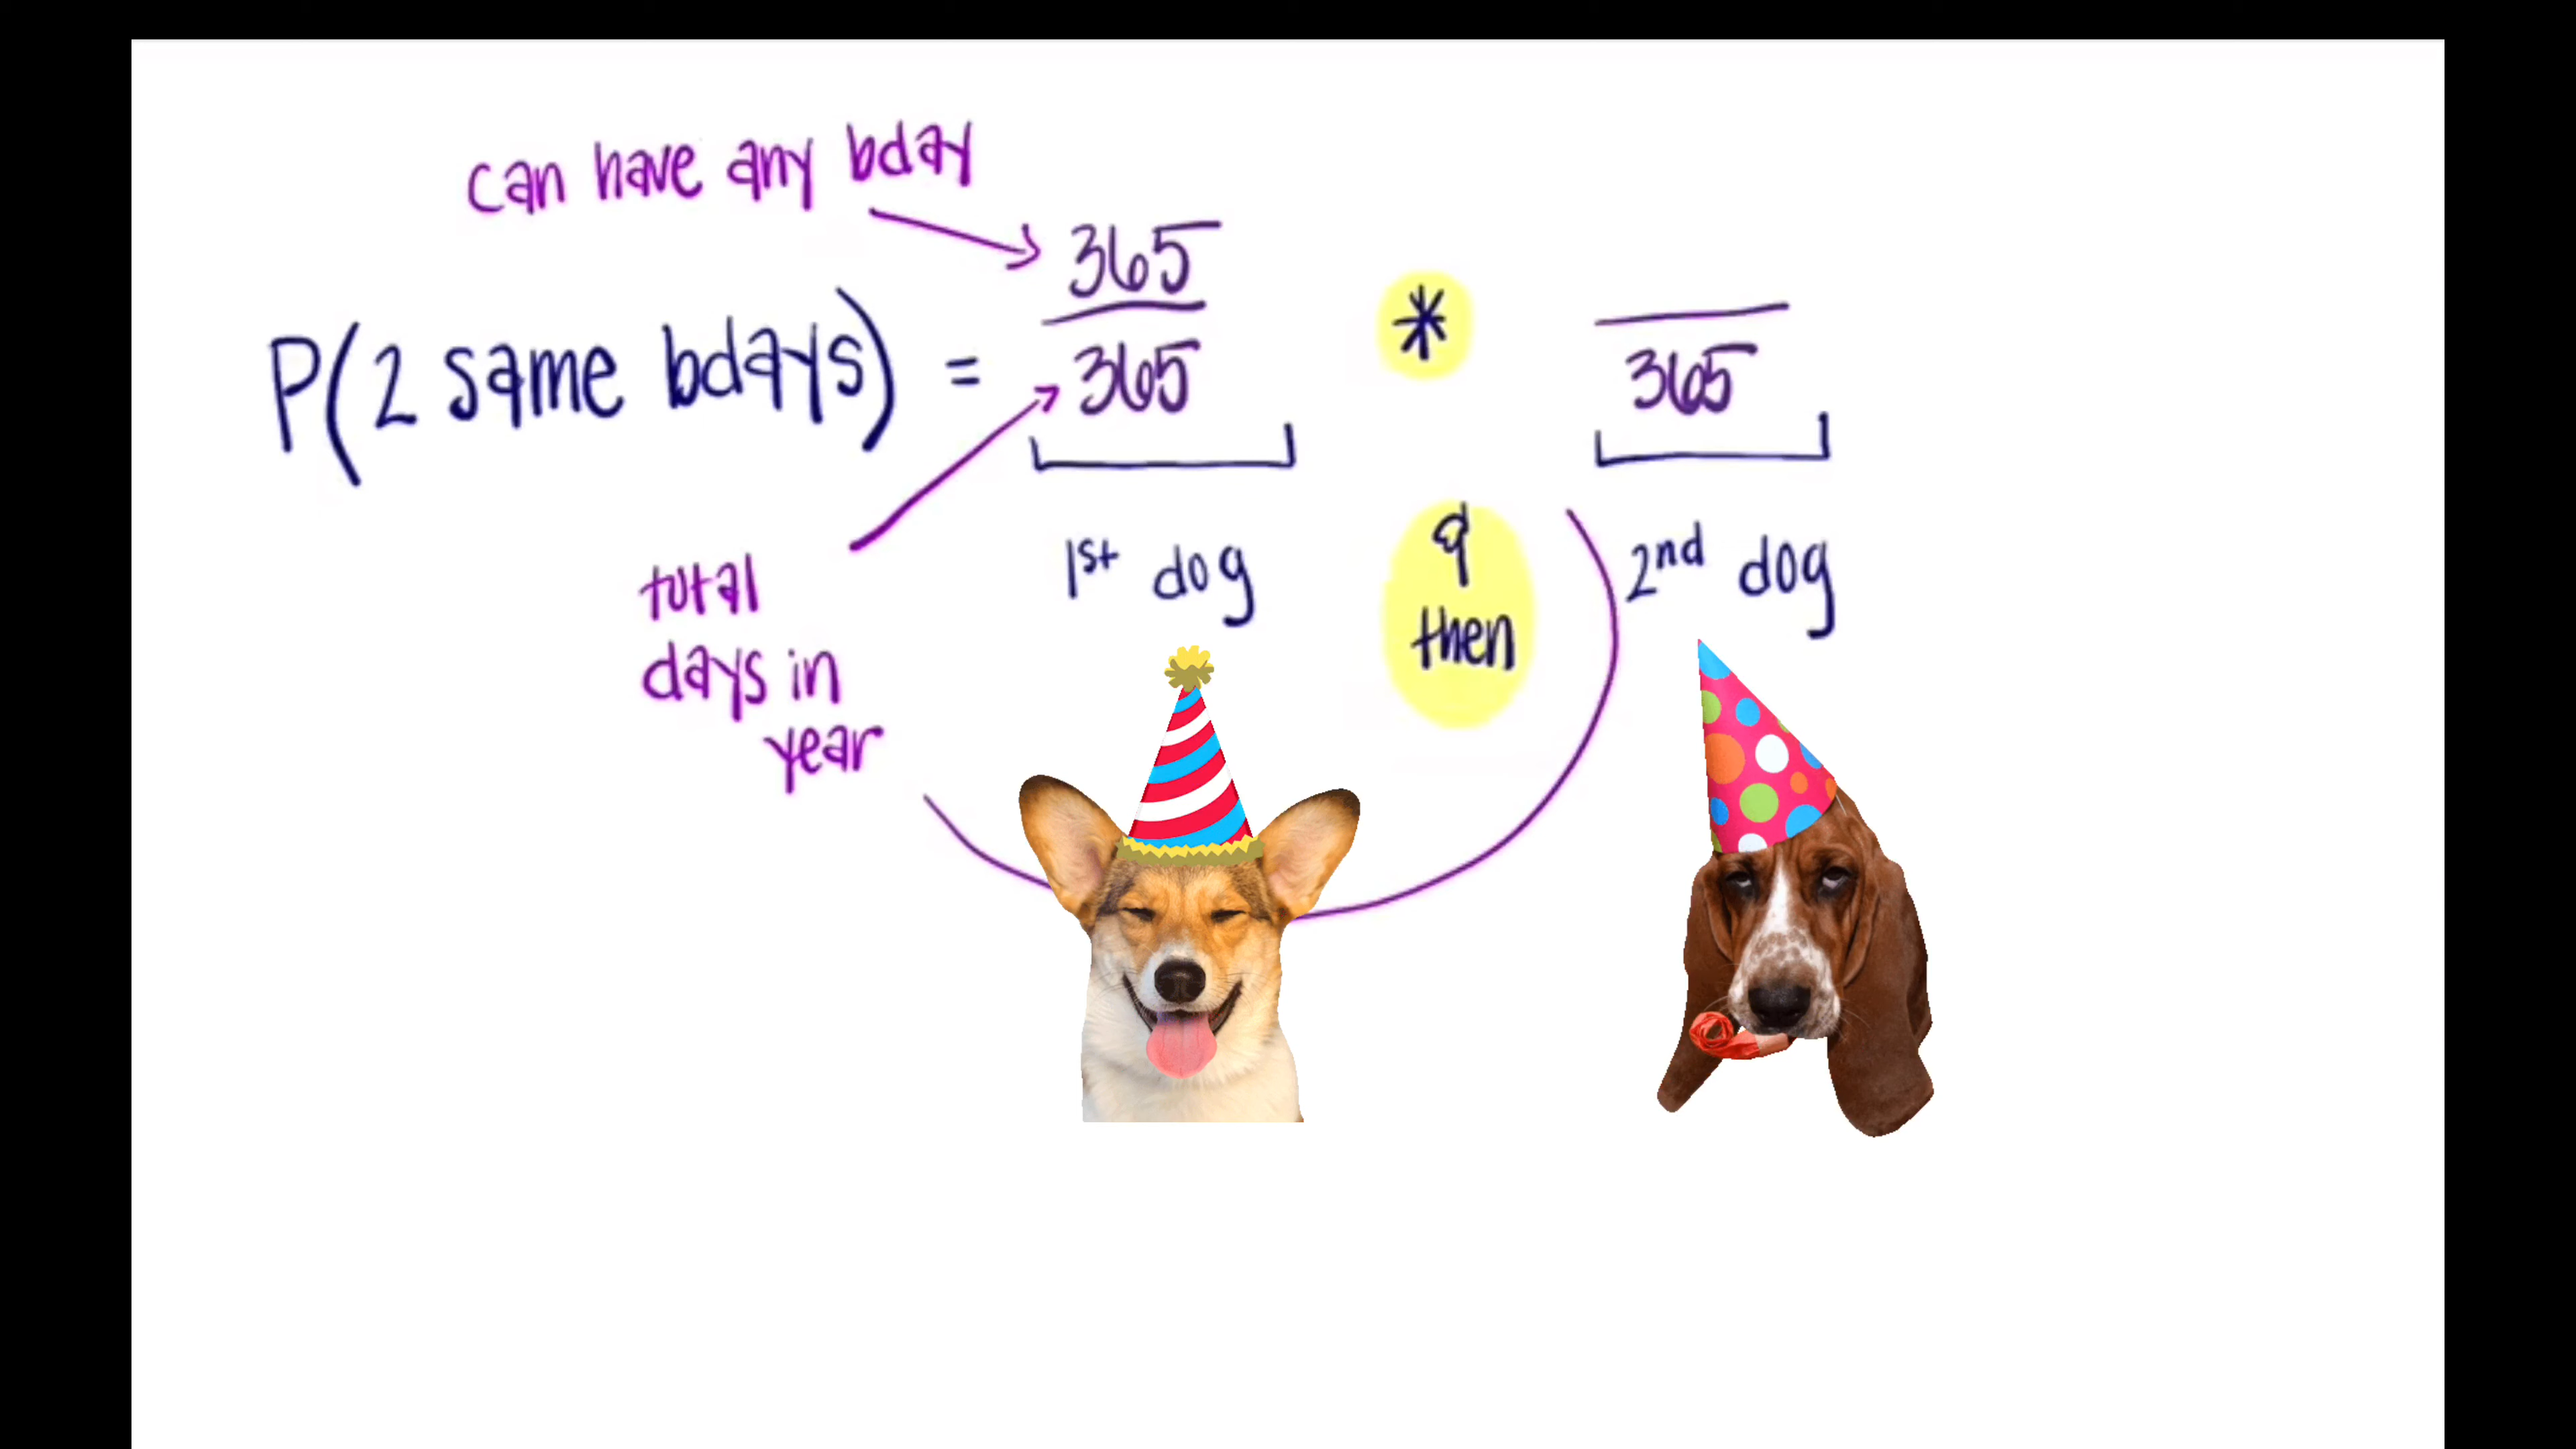 can have any bday
365
P(2 same bdays) = 365 * 365
1st dog & then 2nd dog
total
days in
year